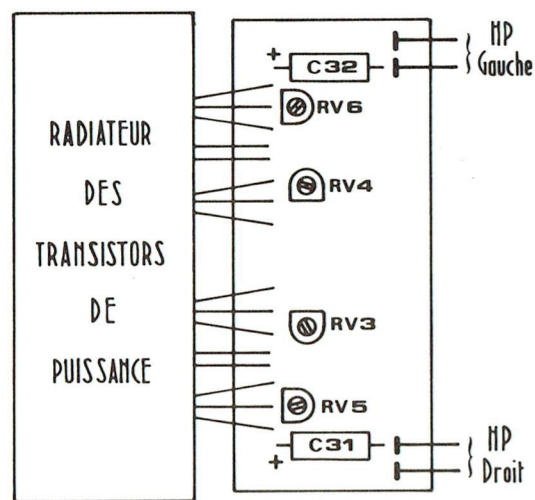 RADIATEUR
DES
TRANSISTORS
DE
PUISSANCE
HP
Gauche
+
C32
RV6
RV4
RV3
RV5
C31
+
HP
Droit